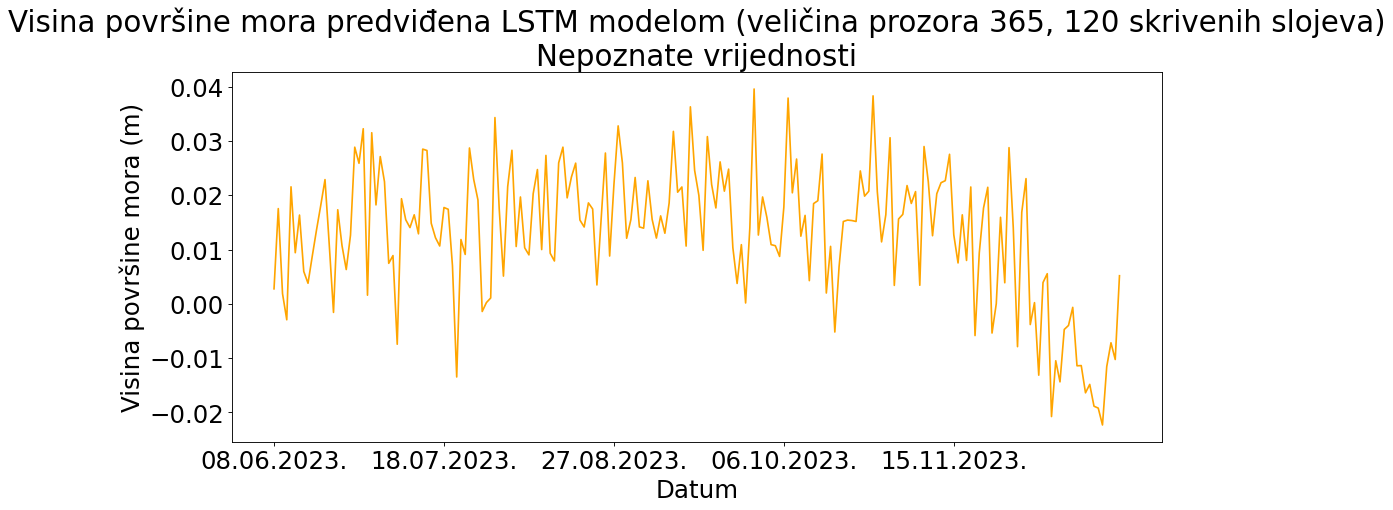 Visina površine mora predviđena LSTM modelom (veličina prozora 365, 120 skrivenih slojeva)
Nepoznate vrijednosti
Visina površine mora (m)
0.04
0.03
0.02
0.01
0.00
−0.01
−0.02
08.06.2023. 18.07.2023. 27.08.2023. 06.10.2023. 15.11.2023.
Datum